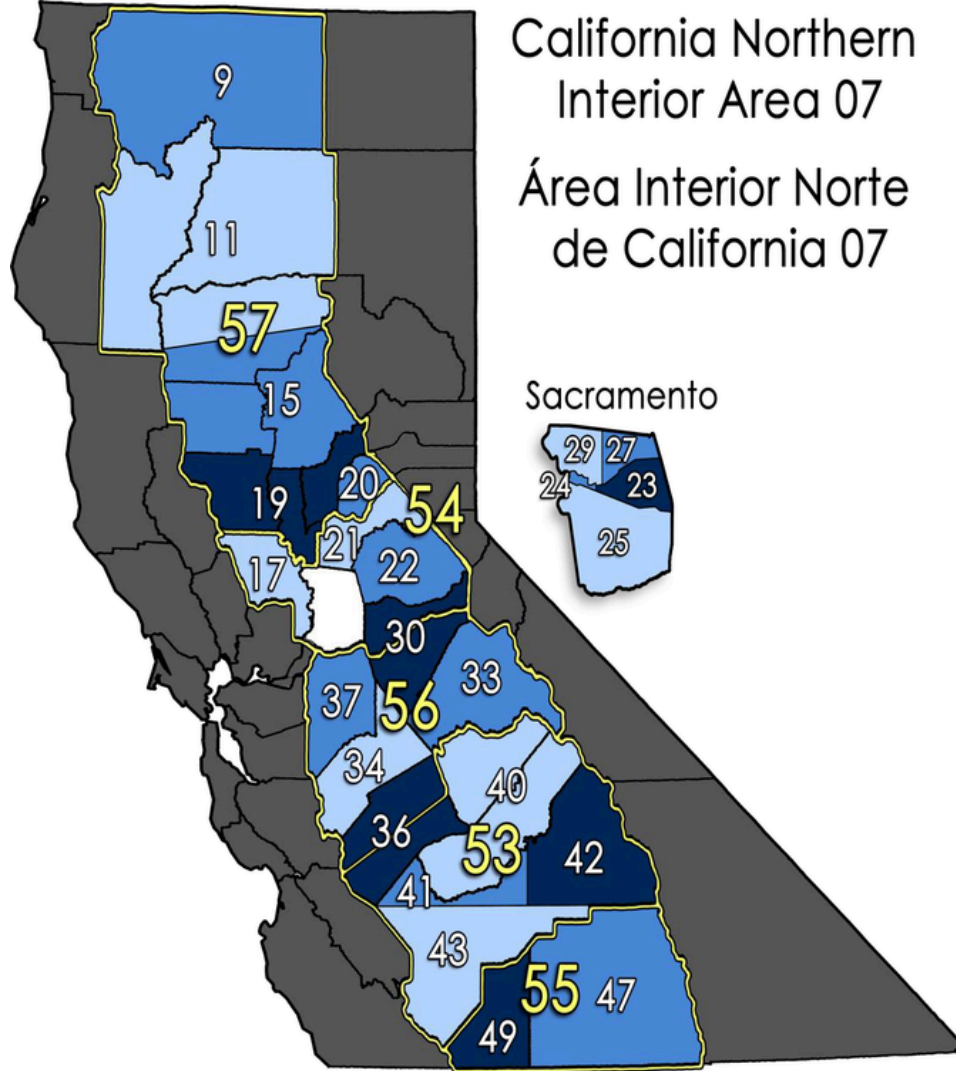 California Northern
Interior Area 07
Área Interior Norte
de California 07
9
11
57
15
Sacramento
29 27
24 23
25
19 20 54
21
17 22
30
37 56 33
34
40
36 53 42
41
43
55 47
49